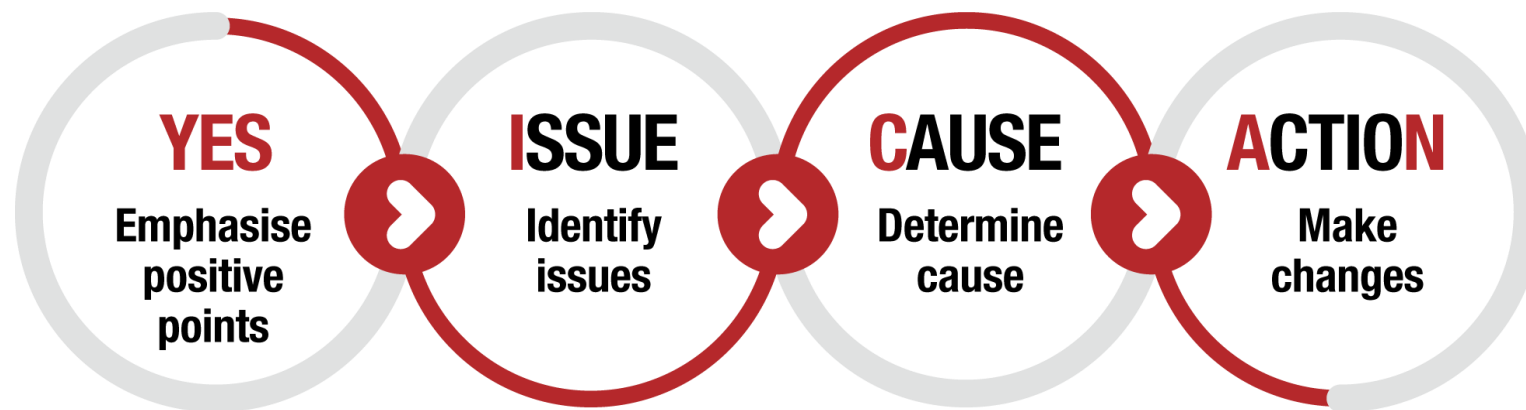 YES
Emphasise
positive
points
ISSUE
Identify
issues
CAUSE
Determine
cause
ACTION
Make
changes